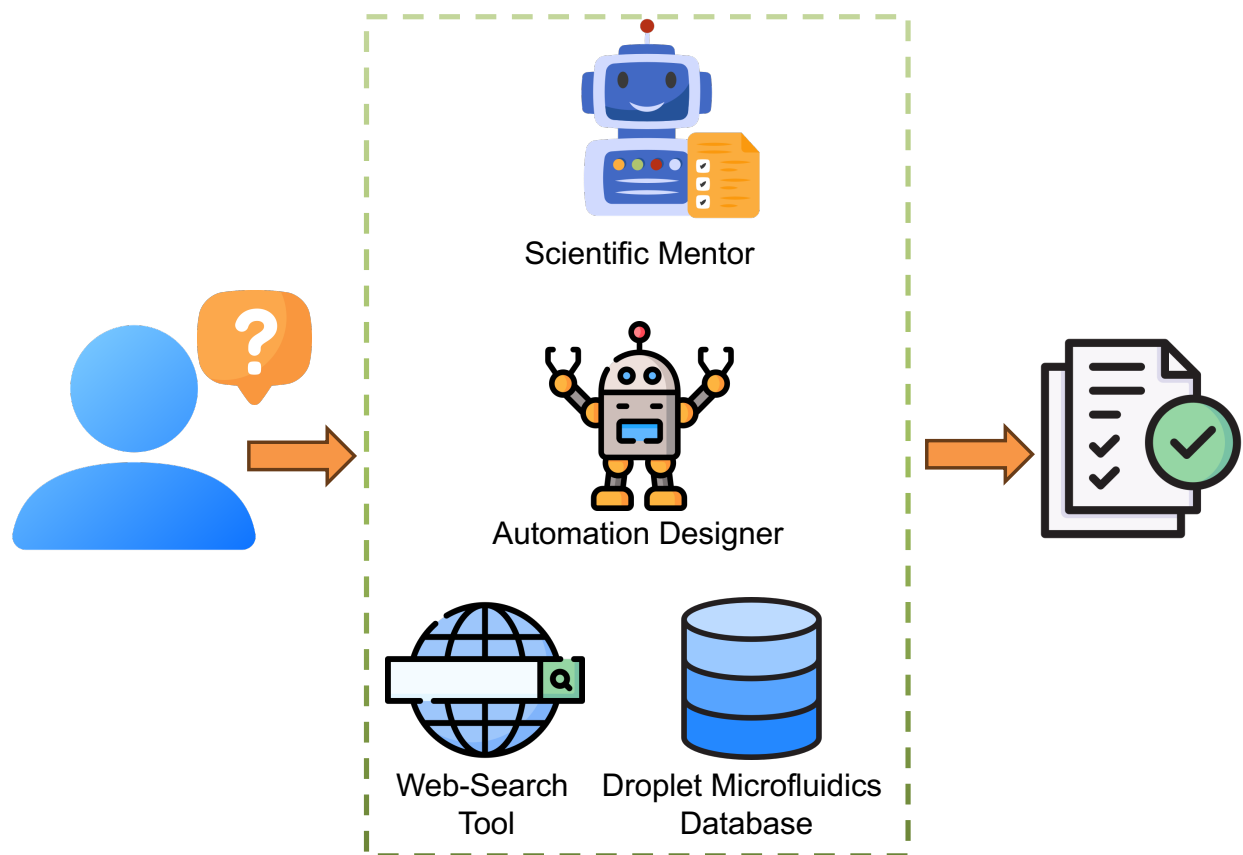 ?
Scientific Mentor
Automation Designer
Web-Search
Tool
Droplet Microfluidics
Database